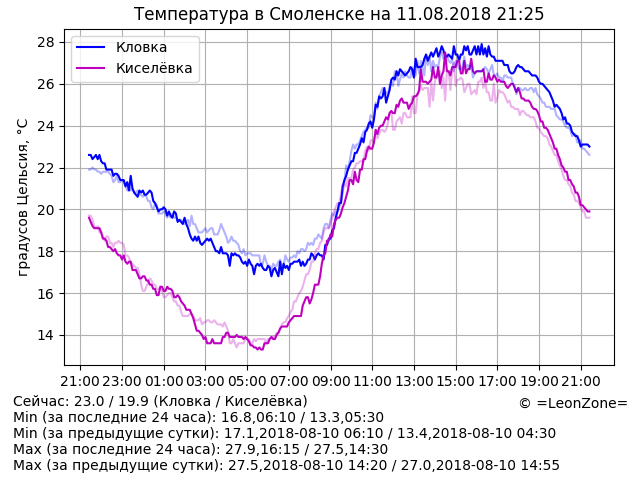 Температура в Смоленске на 11.08.2018 21:25
градусов Цельсия, °C
28
26
24
22
20
18
16
14
Кловка
Киселёвка
21:00 23:00 01:00 03:00 05:00 07:00 09:00 11:00 13:00 15:00 17:00 19:00 21:00
Сейчас: 23.0 / 19.9 (Кловка / Киселёвка)
© =LeonZone=
Min (за последние 24 часа): 16.8,06:10 / 13.3,05:30
Min (за предыдущие сутки): 17.1,2018-08-10 06:10 / 13.4,2018-08-10 04:30
Max (за последние 24 часа): 27.9,16:15 / 27.5,14:30
Max (за предыдущие сутки): 27.5,2018-08-10 14:20 / 27.0,2018-08-10 14:55